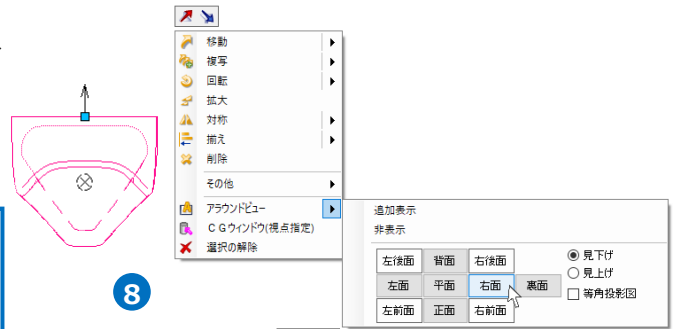 移動
複写
回転
拡大
対称
揃え
削除
その他
アラウンドビュー
ＣＧウィンドウ(視点指定)
選択の解除
追加表示
非表示
左後面 背面 右後面
左面 平面 右面 裏面
左前面 正面 右前面
見下げ
見上げ
等角投影図
8